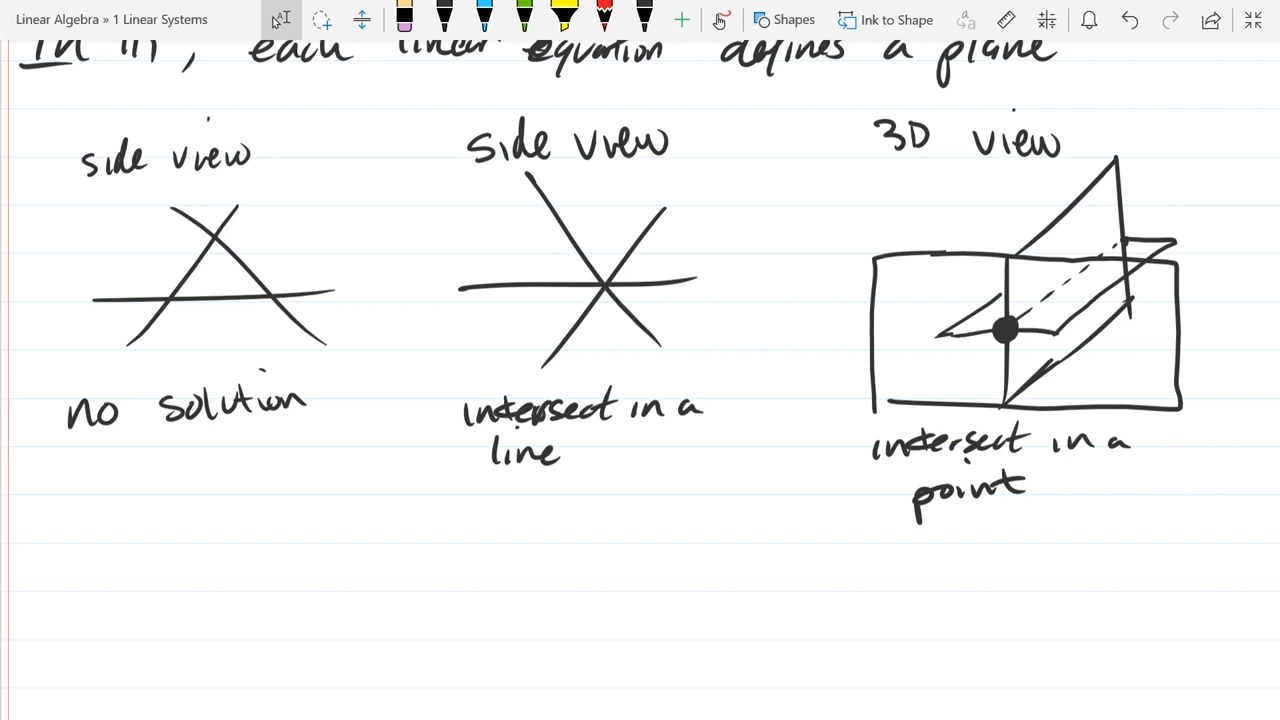 Linear Algebra » 1 Linear Systems
Shapes
Ink to Shape
each linear equation defines a plane
side view
side view
3D view
no solution
intersect in a
line
intersect in a
point